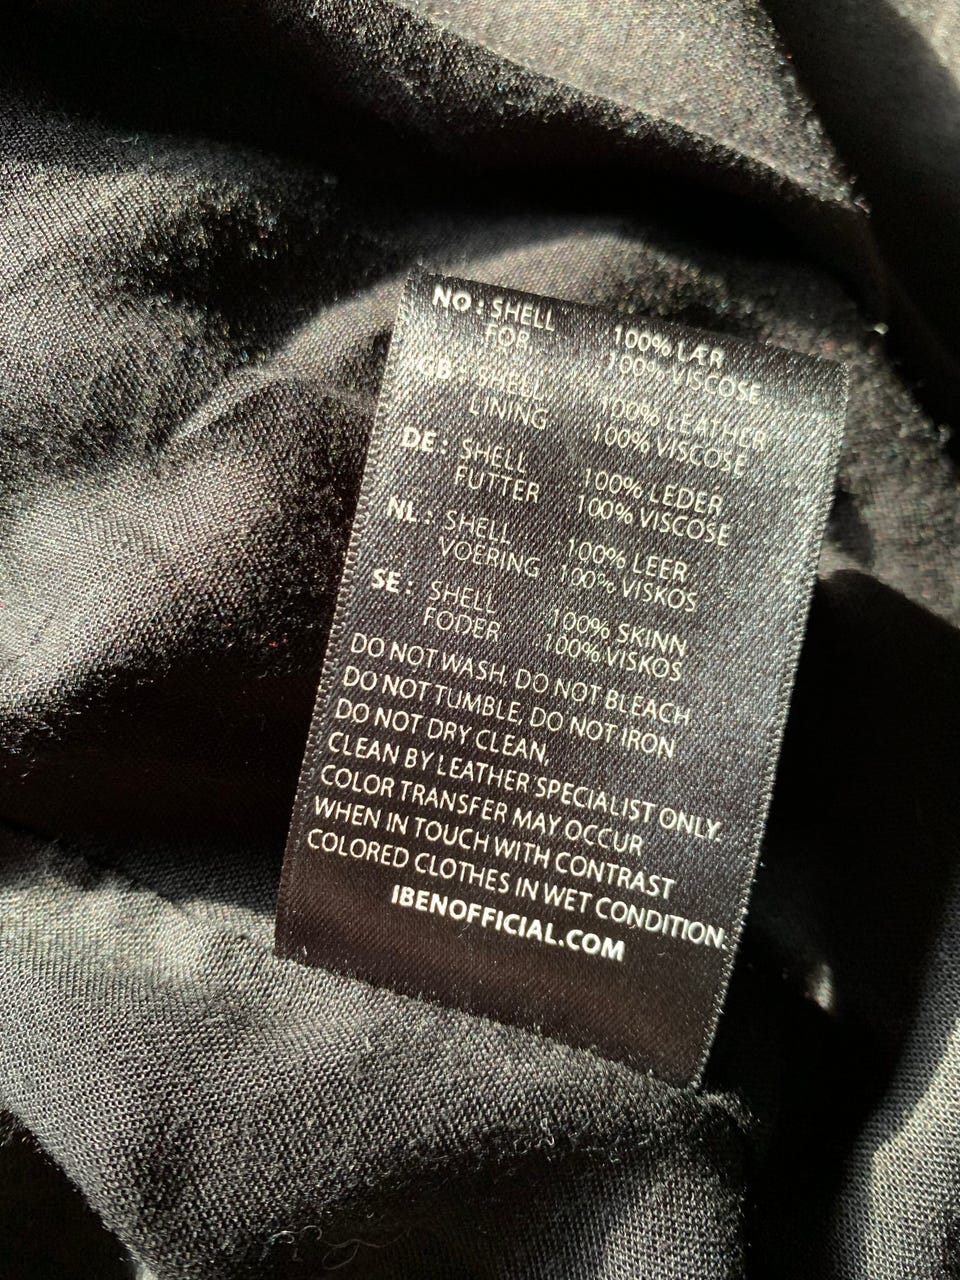 NO: SHELL 100% LÆR
FOR 100% VISCOSE
GB: SHELL 100% LEATHER
LINING 100% VISCOSE
DE: SHELL 100% LEDER
FUTTER 100% VISCOSE
NL: SHELL 100% LEER
VOERING 100% VISKOS
SE: SHELL 100% SKINN
FODER 100% VISKOS
DO NOT WASH, DO NOT BLEACH
DO NOT TUMBLE, DO NOT IRON
DO NOT DRY CLEAN,
CLEAN BY LEATHER SPECIALIST ONLY.
COLOR TRANSFER MAY OCCUR
WHEN IN TOUCH WITH CONTRAST
COLORED CLOTHES IN WET CONDITION.
IBENOFFICIAL.COM